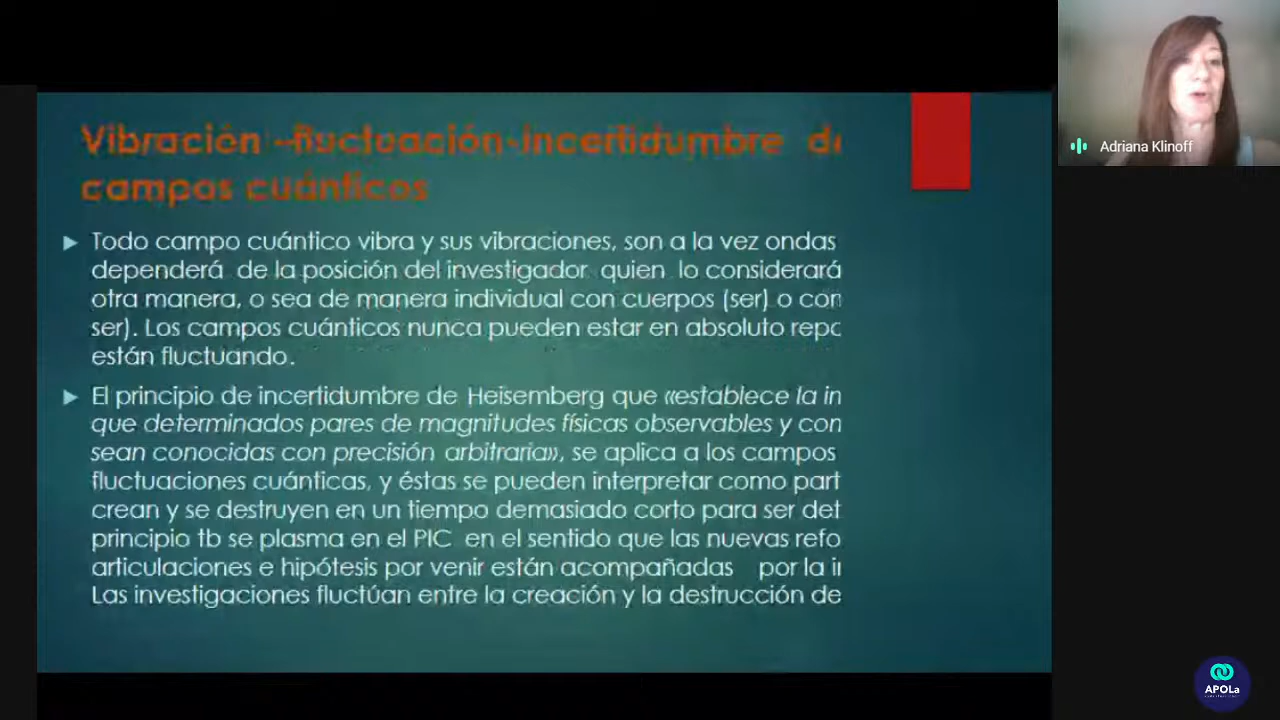 Vibración -fluctuación-incertidumbre de
campos cuánticos
Todo campo cuántico vibra y sus vibraciones, son a la vez ondas
dependerá de la posición del investigador quien lo considerará
otra manera, o sea de manera individual con cuerpos (ser) o con
ser). Los campos cuánticos nunca pueden estar en absoluto repo
están fluctuando.
El principio de incertidumbre de Heisemberg que «establece la in
que determinados pares de magnitudes físicas observables y con
sean conocidas con precisión arbitraria», se aplica a los campos
fluctuaciones cuánticas, y éstas se pueden interpretar como part
crean y se destruyen en un tiempo demasiado corto para ser det
principio tb se plasma en el PIC en el sentido que las nuevas refo
articulaciones e hipótesis por venir están acompañadas por la i
Las investigaciones fluctúan entre la creación y la destrucción de
Adriana Klinoff
APOLa